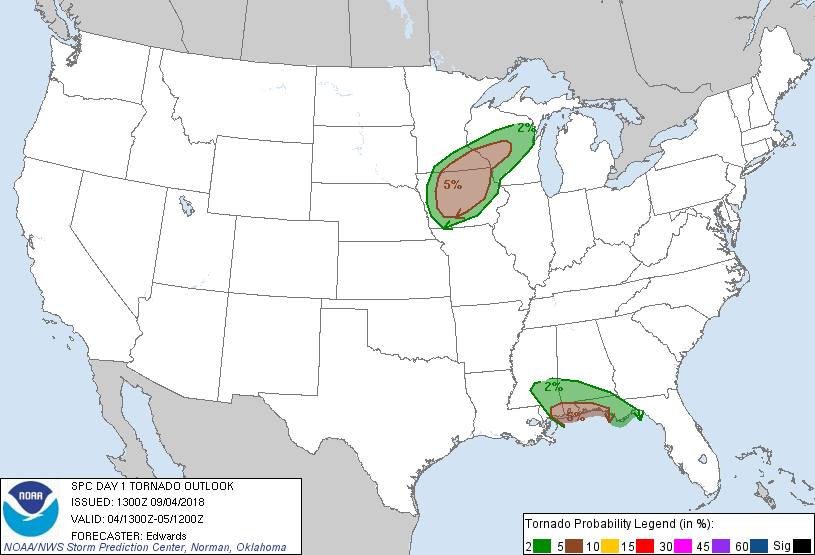 2%
5%
2%
5%
NOAA
SPC DAY 1 TORNADO OUTLOOK
ISSUED: 1300Z 09/04/2018
VALID: 04/1300Z-05/1200Z
FORECASTER: Edwards
NOAA/NWS Storm Prediction Center, Norman, Oklahoma
Tornado Probability Legend (in %):
2 5 10 15 30 45 60 Sig